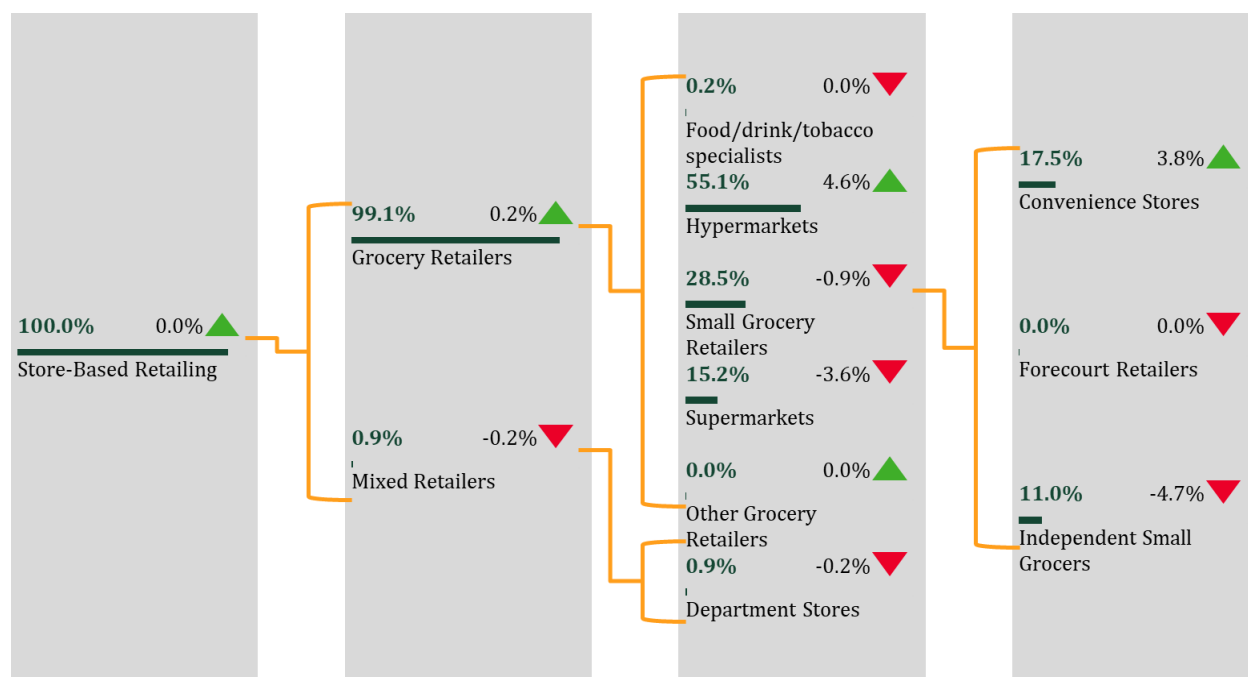 100.0% 0.0%
Store-Based Retailing
99.1% 0.2%
Grocery Retailers
0.9% -0.2%
Mixed Retailers
0.2% 0.0%
Food/drink/tobacco
specialists
55.1% 4.6%
Hypermarkets
28.5% -0.9%
Small Grocery
Retailers
15.2% -3.6%
Supermarkets
0.0% 0.0%
Other Grocery
Retailers
0.9% -0.2%
Department Stores
17.5% 3.8%
Convenience Stores
0.0% 0.0%
Forecourt Retailers
11.0% -4.7%
Independent Small
Grocers